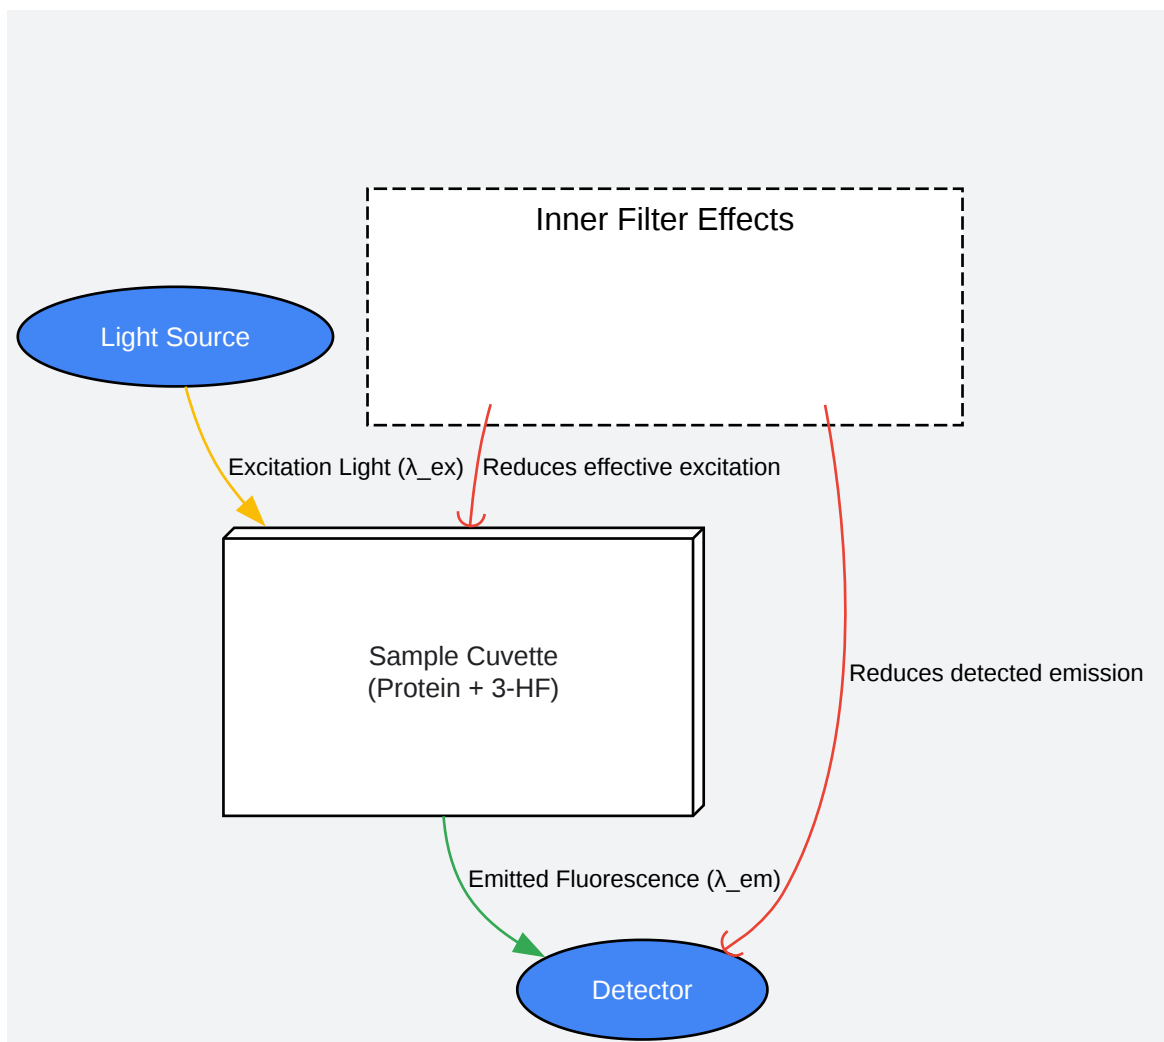 Inner Filter Effects
Light Source
Excitation Light (λ_ex)
Reduces effective excitation
Sample Cuvette
(Protein + 3-HF)
Reduces detected emission
Emitted Fluorescence (λ_em)
Detector